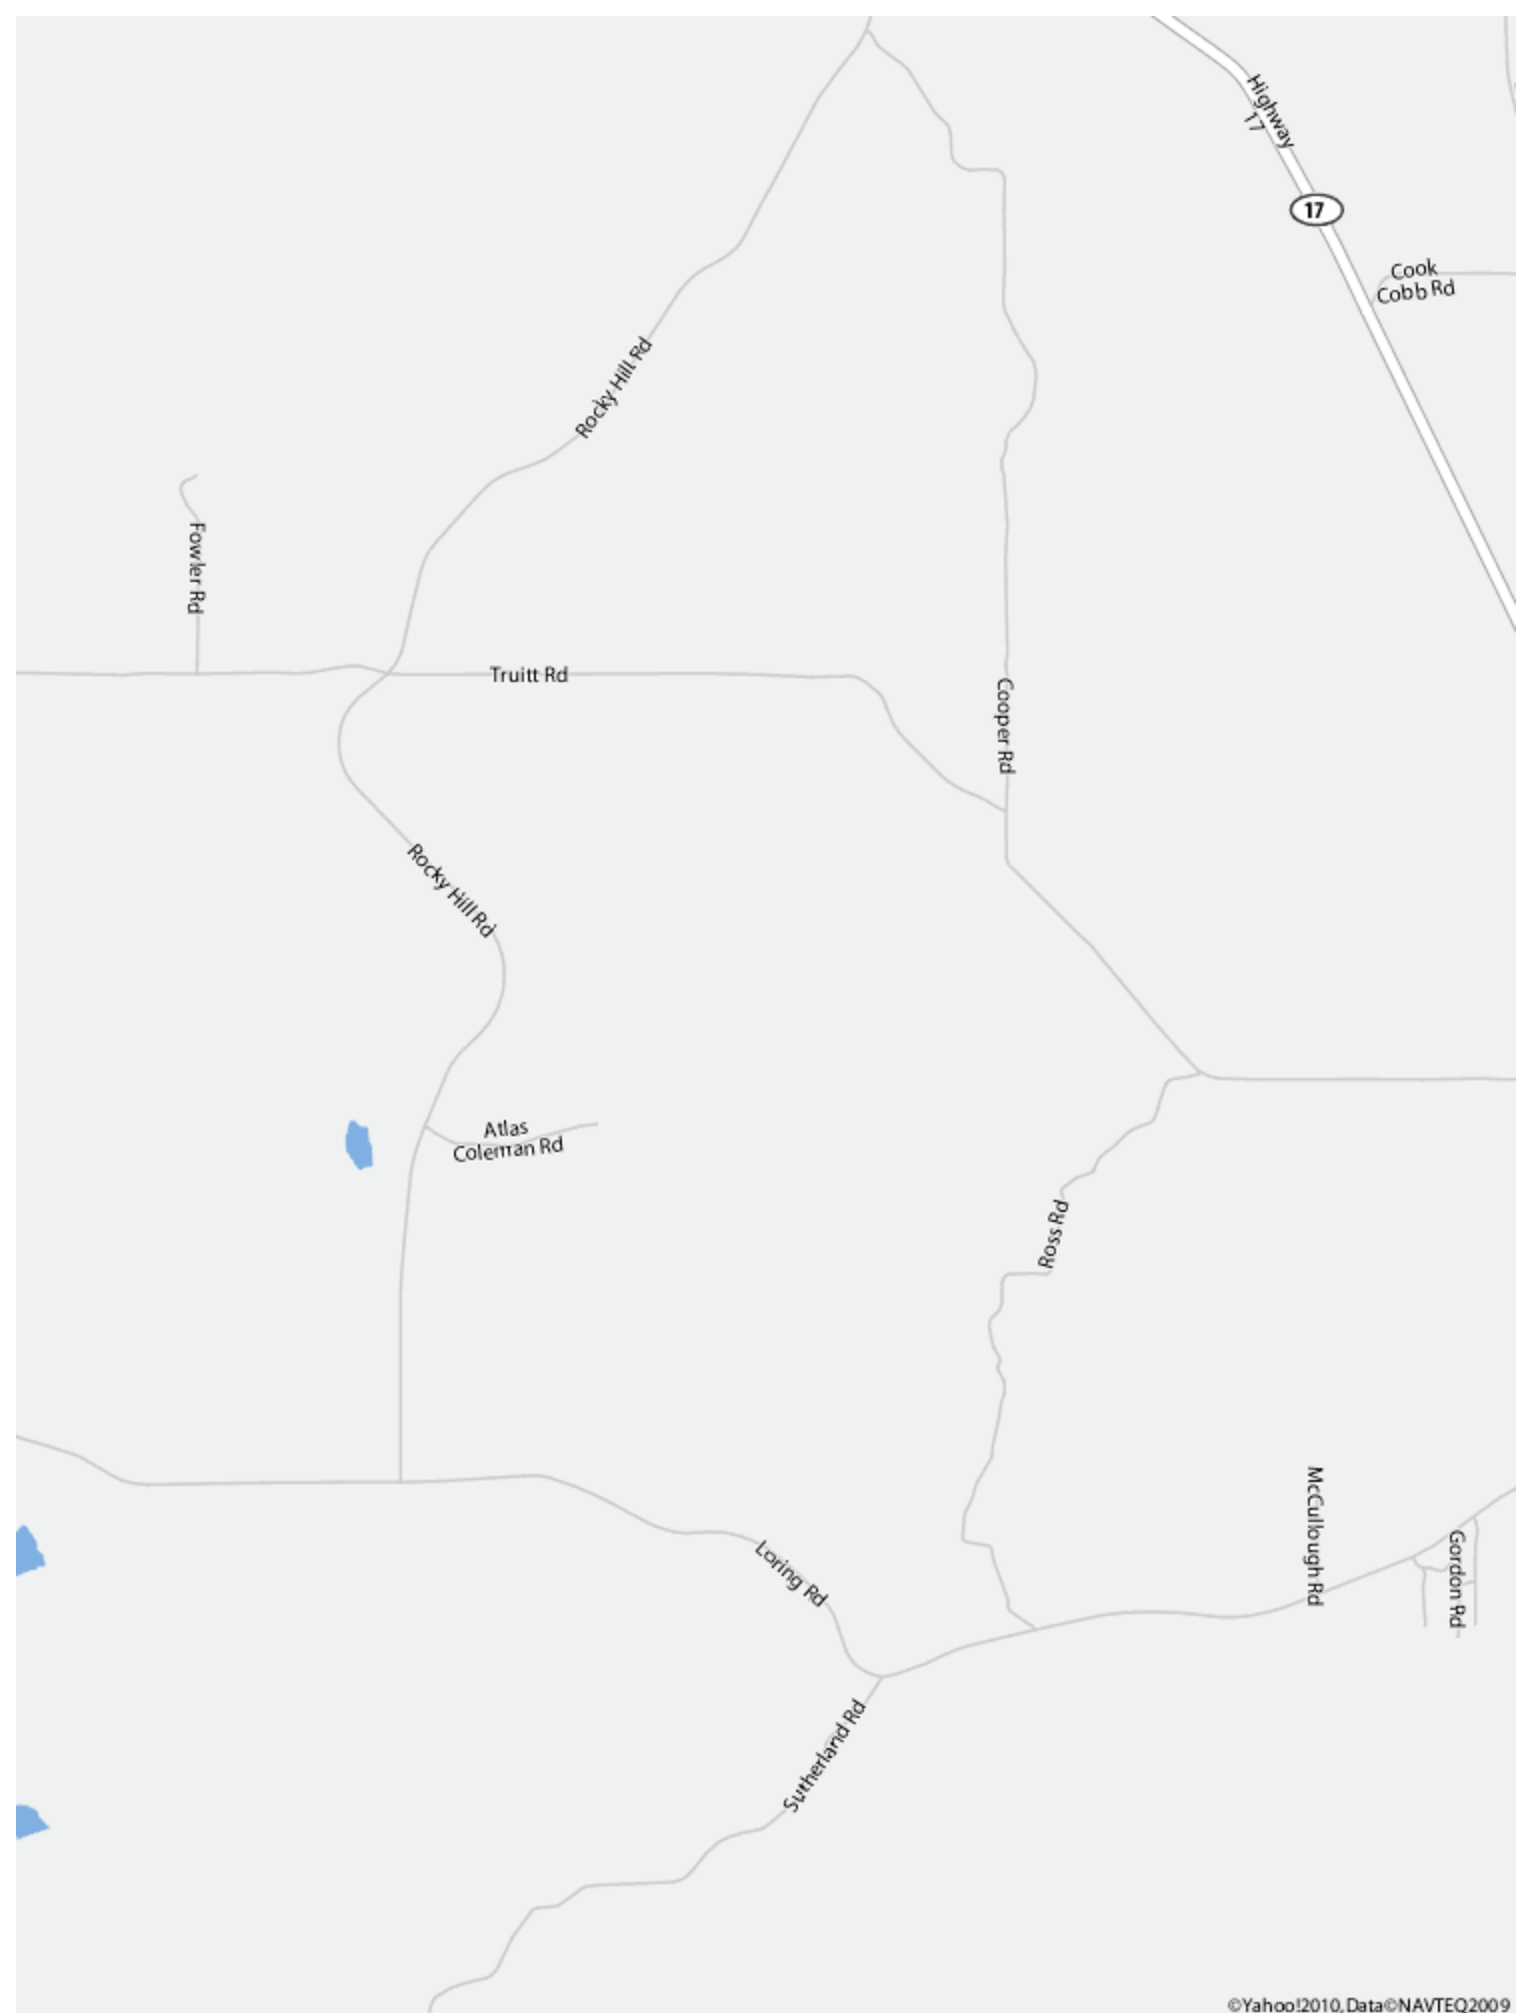 Highway
17
17
Cook
Cobb Rd
Rocky Hill Rd
Fowler Rd
Truitt Rd
Cooper Rd
Rocky Hill Rd
Atlas
Coleman Rd
Ross Rd
McCullough Rd
Gordon Rd
Loring Rd
Sutherland Rd
©Yahoo!2010, Data©NAVTEQ2009